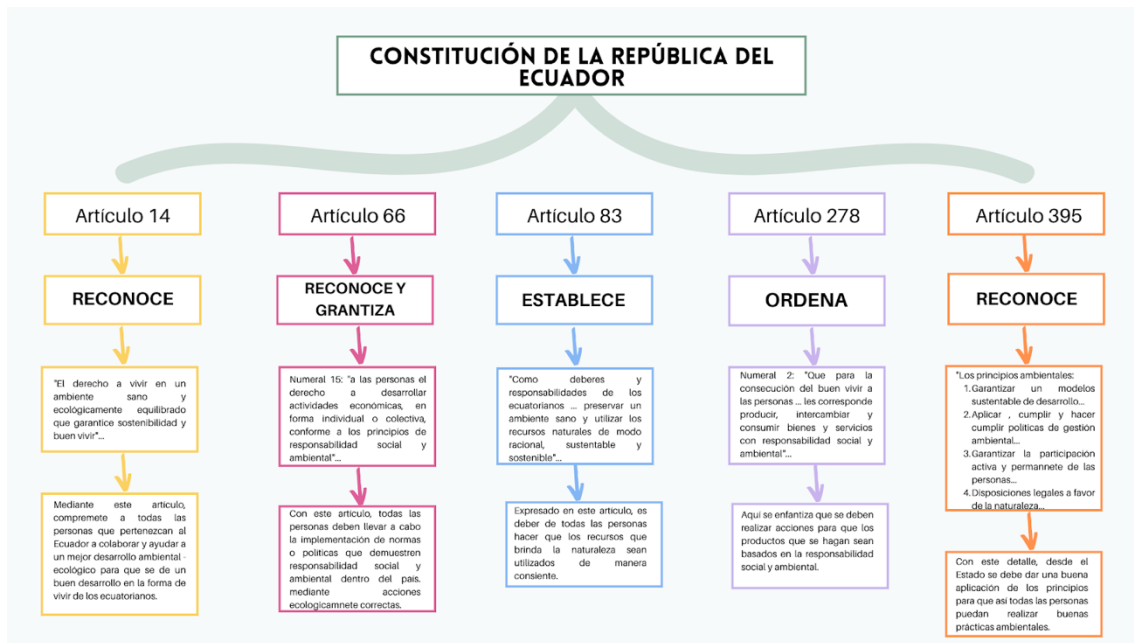 CONSTITUCIÓN DE LA REPÚBLICA DEL
ECUADOR
Artículo 14
RECONOCE
"El derecho a vivir en un
ambiente sano y
ecológicamente equilibrado
que garantice sostenibilidad y
buen vivir"...
Mediante este artículo,
compromete a todas las
personas que pertenezcan al
Ecuador a colaborar y ayudar a
un mejor desarrollo ambiental -
ecológico para que se de un
buen desarrollo en la forma de
vivir de los ecuatorianos.
Artículo 66
RECONOCE Y
GRANTIZA
Numeral 15: "a las personas el
derecho a desarrollar
actividades económicas, en
forma individual o colectiva,
conforme a los principios de
responsabilidad social y
ambiental"...
Con este artículo, todas las
personas deben llevar a cabo
la implementación de normas
o políticas que demuestren
responsabilidad social y
ambiental dentro del país.
mediante acciones
ecologicamnete correctas.
Artículo 83
ESTABLECE
"Como deberes y
responsabilidades de los
ecuatorianos ... preservar un
ambiente sano y utilizar los
recursos naturales de modo
racional, sustentable y
sostenible"...
Expresado en este artículo, es
deber de todas las personas
hacer que los recursos que
brinda la naturaleza sean
utilizados de manera
consiente.
Artículo 278
ORDENA
Numeral 2: "Que para la
consecución del buen vivir a
las personas ... les corresponde
producir, intercambiar y
consumir bienes y servicios
con responsabilidad social y
ambiental"...
Aquí se enfantiza que se deben
realizar acciones para que los
productos que se hagan sean
basados en la responsabilidad
social y ambiental.
Artículo 395
RECONOCE
"Los principios ambientales:
1. Garantizar un modelos
sustentable de desarrollo...
2. Aplicar , cumplir y hacer
cumplir políticas de gestión
ambiental...
3. Garantizar la participación
activa y permannete de las
personas...
4. Disposiciones legales a favor
de la naturaleza...
Con este detalle, desde el
Estado se debe dar una buena
aplicación de los principios
para que así todas las personas
puedan realizar buenas
prácticas ambientales.